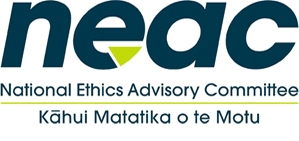 neac
National Ethics Advisory Committee
Kāhui Matatika o te Motu